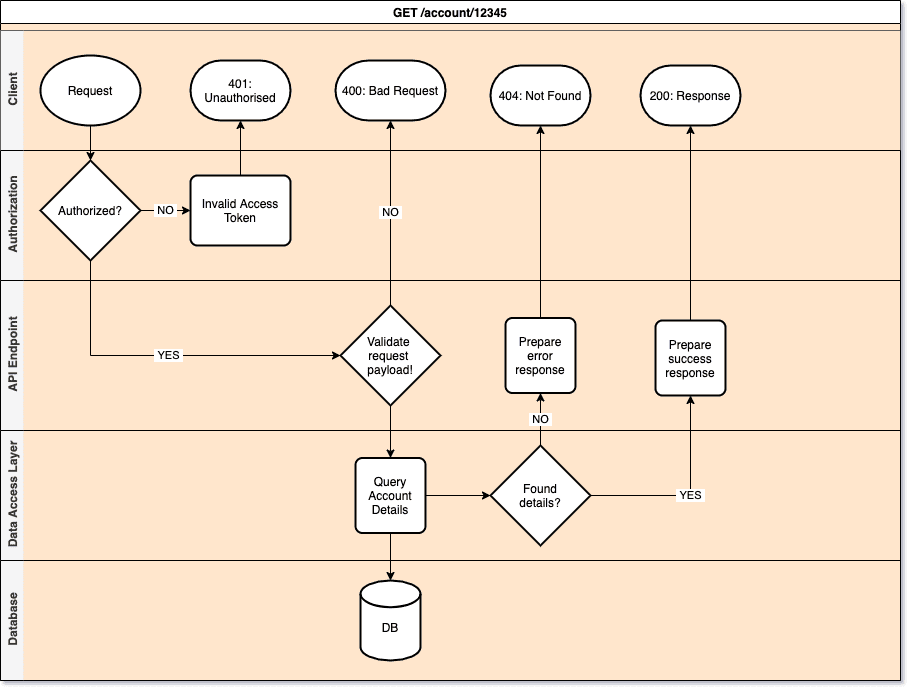 GET /account/12345
Client
Request
401:
Unauthorised
400: Bad Request
404: Not Found
200: Response
Authorization
Authorized?
NO
Invalid Access
Token
NO
API Endpoint
YES
Validate
request
payload!
Prepare
error
response
Prepare
success
response
NO
Data Access Layer
Query
Account
Details
Found
details?
YES
Database
DB